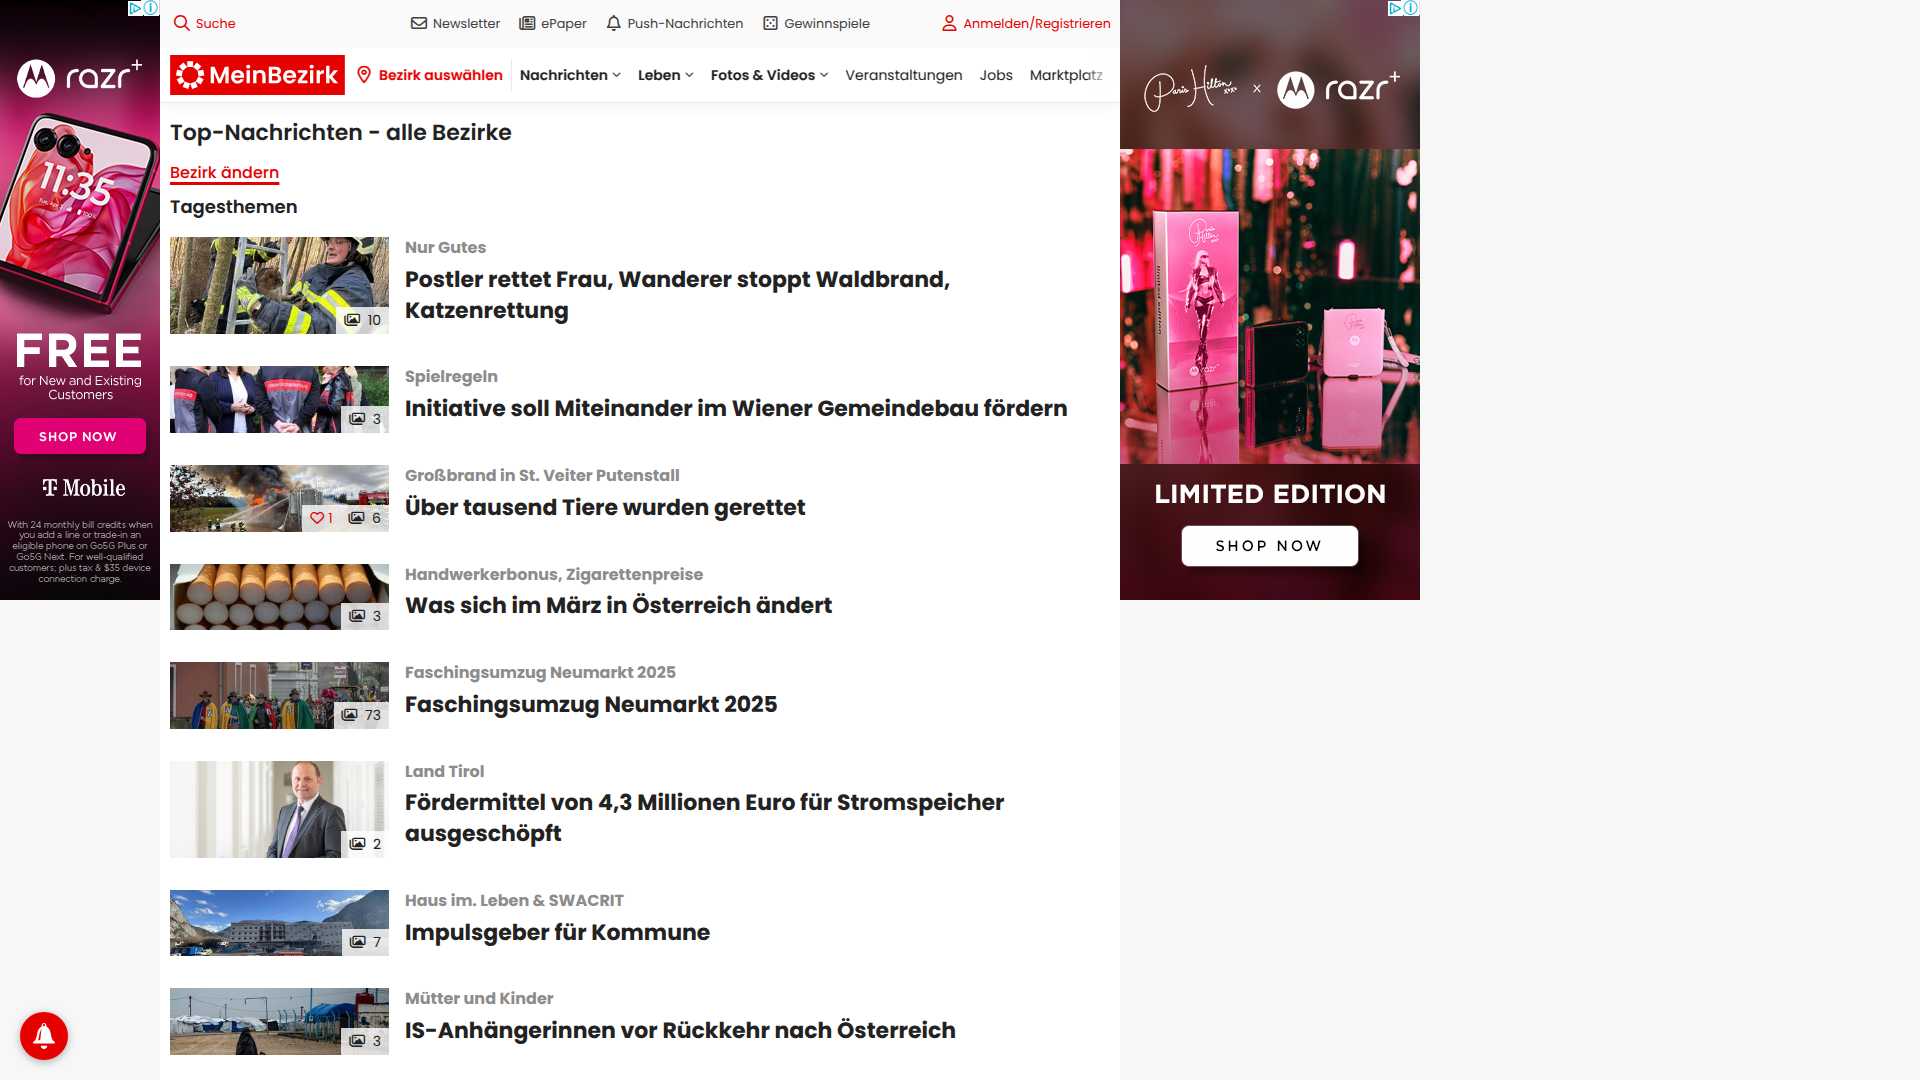 Suche
Newsletter
ePaper
Push-Nachrichten
Gewinnspiele
Anmelden/Registrieren
MeinBezirk
Bezirk auswählen
Nachrichten
Leben
Fotos & Videos
Veranstaltungen
Jobs
Marktplatz
Top-Nachrichten - alle Bezirke
Bezirk ändern
Tagesthemen
10
Nur Gutes
Postler rettet Frau, Wanderer stoppt Waldbrand,
Katzenrettung
3
Spielregeln
Initiative soll Miteinander im Wiener Gemeindebau fördern
1
6
Großbrand in St. Veiter Putenstall
Über tausend Tiere wurden gerettet
3
Handwerkerbonus, Zigarettenpreise
Was sich im März in Österreich ändert
73
Faschingsumzug Neumarkt 2025
Faschingsumzug Neumarkt 2025
2
Land Tirol
Fördermittel von 4,3 Millionen Euro für Stromspeicher
ausgeschöpft
7
Haus im. Leben & SWACRIT
Impulsgeber für Kommune
3
Mütter und Kinder
IS-Anhängerinnen vor Rückkehr nach Österreich
razr+
11:35
FREE
for New and Existing
Customers
SHOP NOW
T Mobile
With 24 monthly bill credits when
you add a line or trade-in an
eligible phone on Go5G Plus or
Go5G Next. For well-qualified
customers; plus tax & $35 device
connection charge.
Paris Hilton
x
razr+
LIMITED EDITION
SHOP NOW